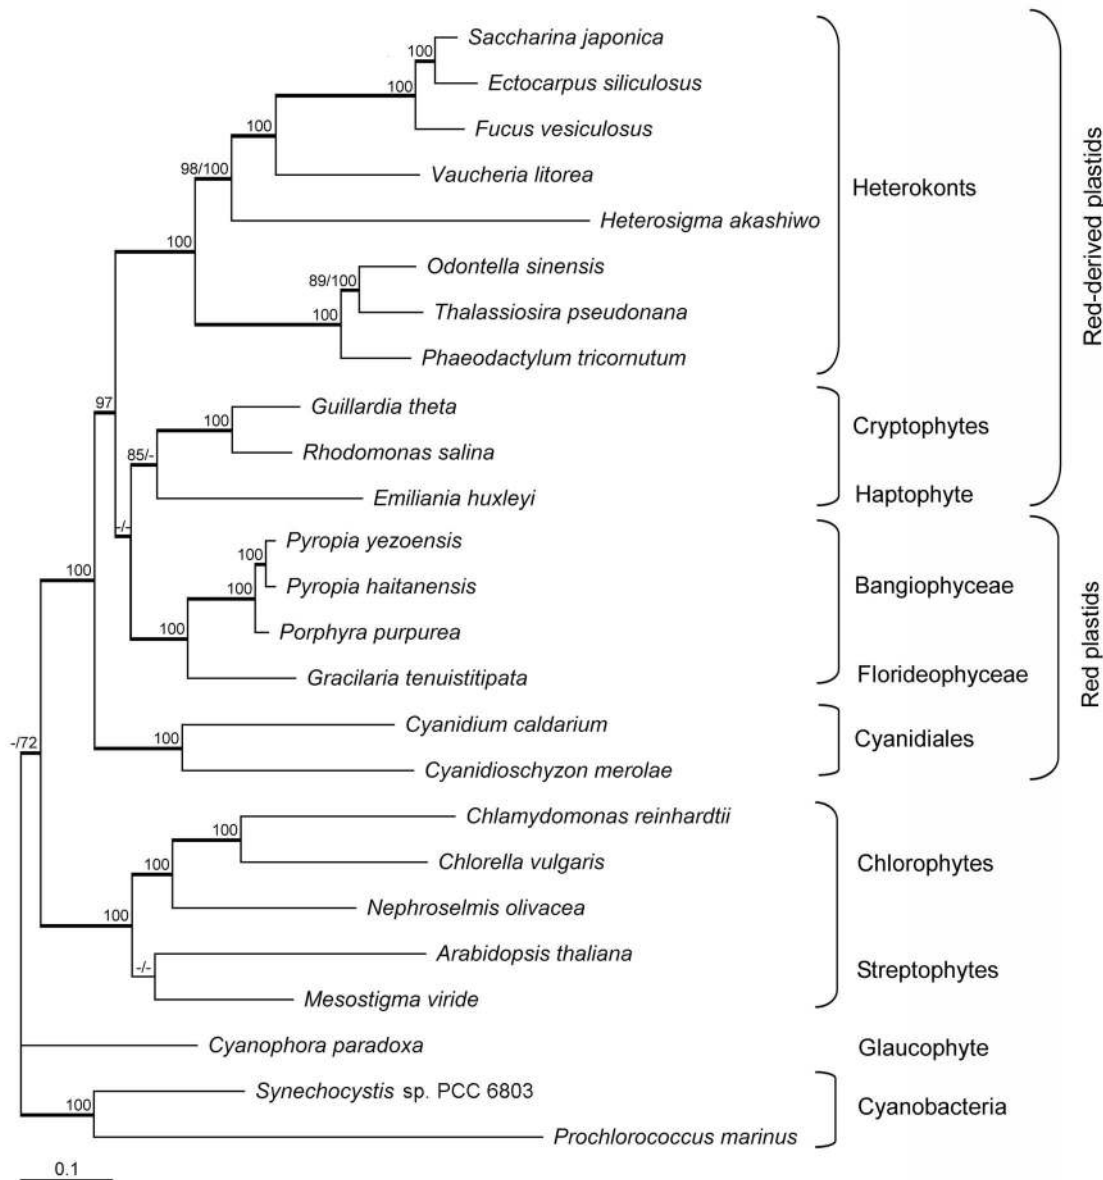 Saccharina japonica
100
Ectocarpus siliculosus
100
Fucus vesiculosus
100
Vaucheria litorea
98/100
Heterokonts
Heterosigma akashiwo
100
Odontella sinensis
89/100
Thalassiosira pseudonana
100
Phaeodactylum tricornutum
Red-derived plastids
97
Guillardia theta
100
Cryptophytes
Rhodomonas salina
85/-
Emiliania huxleyi
Haptophyte
-/-
Pyropia yezoensis
100
100
Pyropia haitanensis
Bangiophyceae
100
Porphyra purpurea
100
Gracilaria tenuistitipata
Florideophyceae
Red plastids
Cyanidium caldarium
100
Cyanidiales
-/72
Cyanidioschyzon merolae
Chlamydomonas reinhardtii
100
Chlorella vulgaris
Chlorophytes
100
Nephroselmis olivacea
100
Arabidopsis thaliana
-/-
Streptophytes
Mesostigma viride
Cyanophora paradoxa
Glaucophyte
Synechocystis sp. PCC 6803
100
Cyanobacteria
Prochlorococcus marinus
0.1